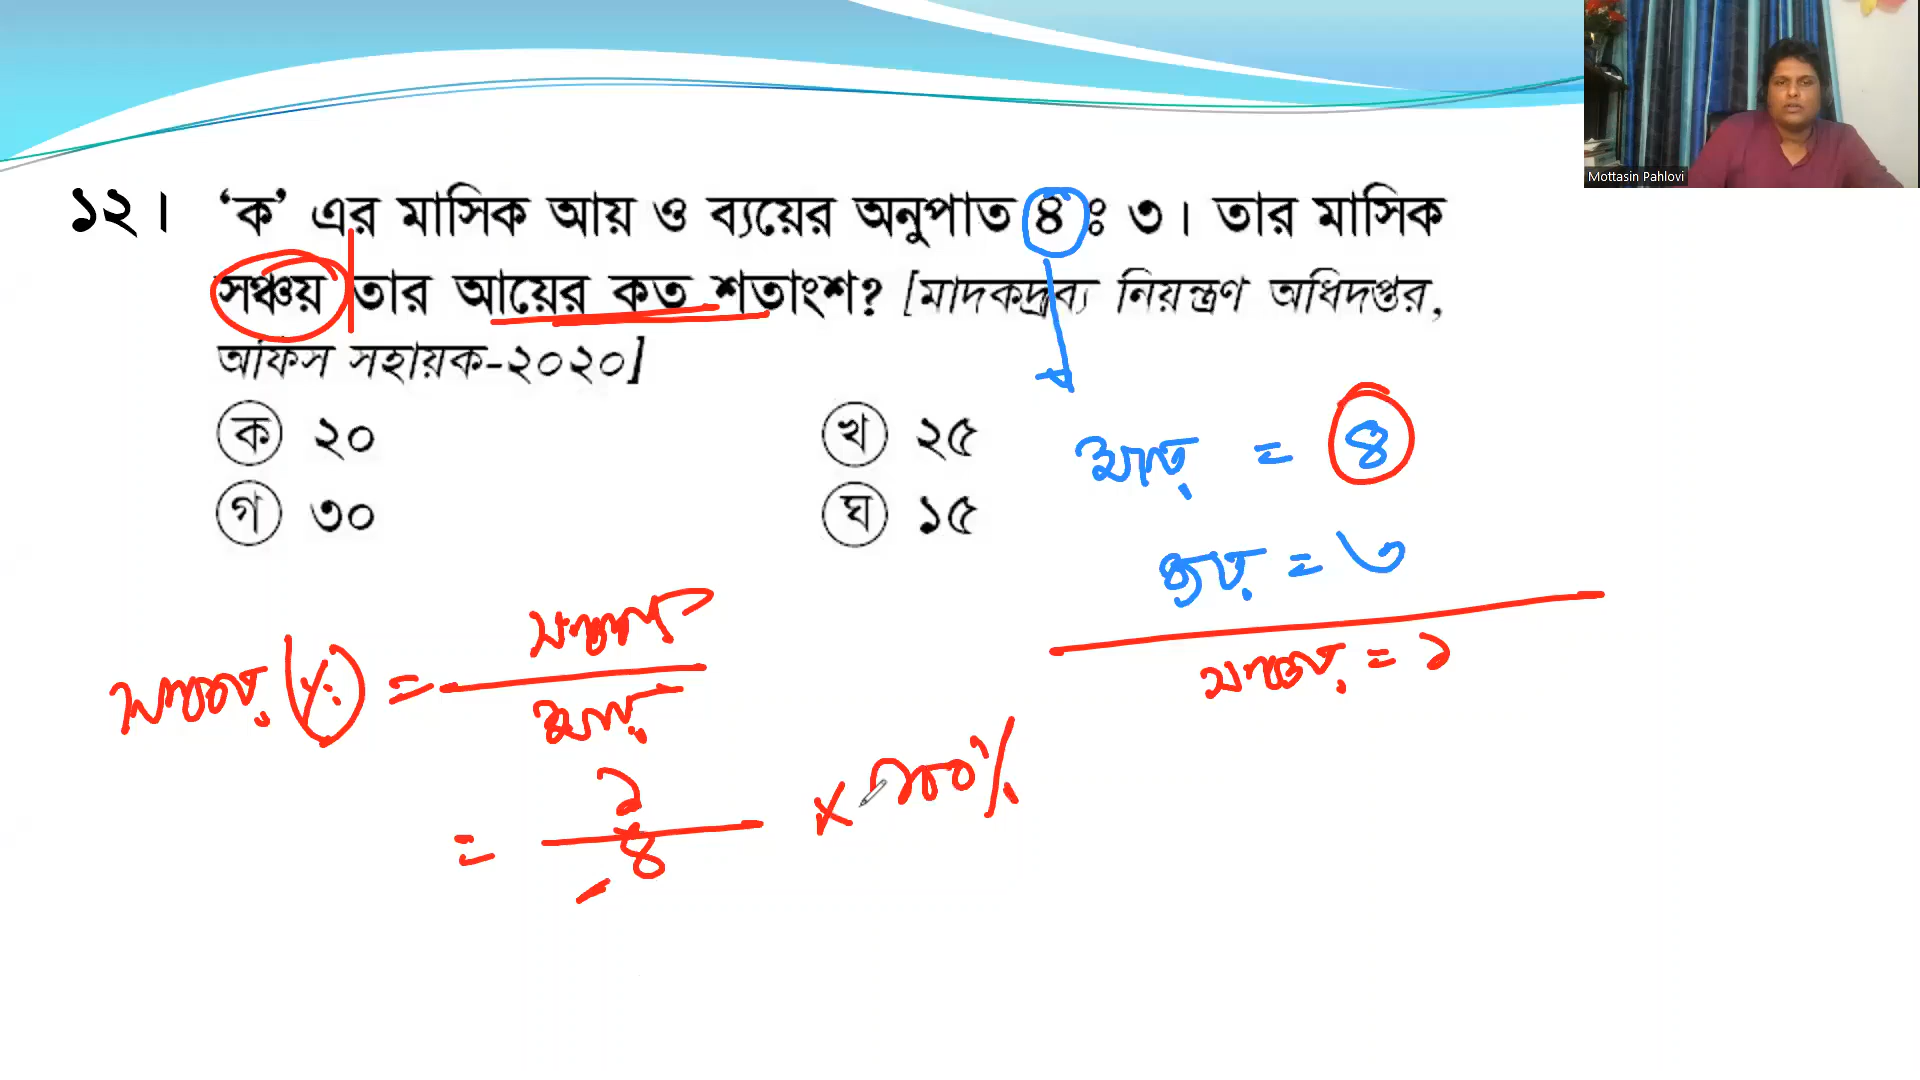 Mottasin Pahlovi
১২। ‘ক’ এর মাসিক আয় ও ব্যয়ের অনুপাত ৪ঃ ৩। তার মাসিক
সঞ্চয় তার আয়ের কত শতাংশ? [মাদকদ্রব্য নিয়ন্ত্রণ অধিদপ্তর,
অফিস সহায়ক-২০২০]
ক ২০ খ ২৫
গ ৩০ ঘ ১৫
আয় = ৪
ব্যয় = ৩
সঞ্চয় = ১
সঞ্চয় (%) = সঞ্চয়
আয়
= ১ × ১০০%
৪